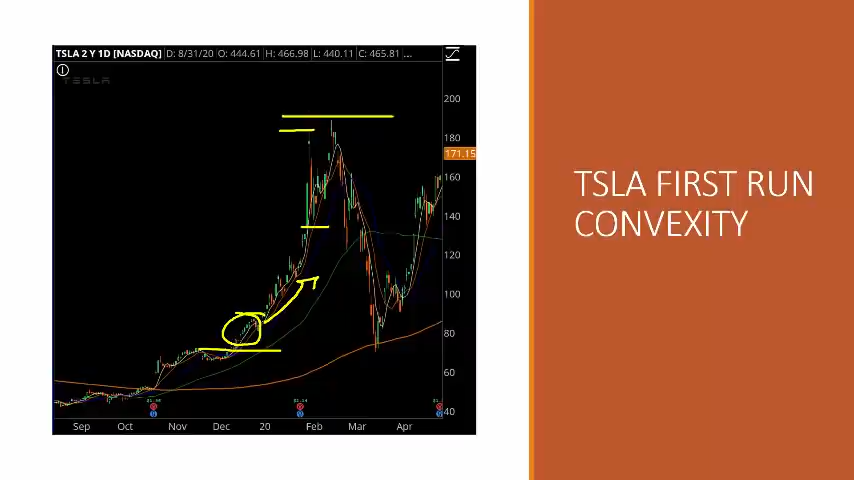 TSLA 2 Y 1D [NASDAQ] D: 8/31/20 O: 444.61 H: 466.98 L: 440.11 C: 465.81 ...
TESLA
200
180
171.15
160
140
120
100
80
60
40
Sep Oct Nov Dec 20 Feb Mar Apr
TSLA FIRST RUN
CONVEXITY